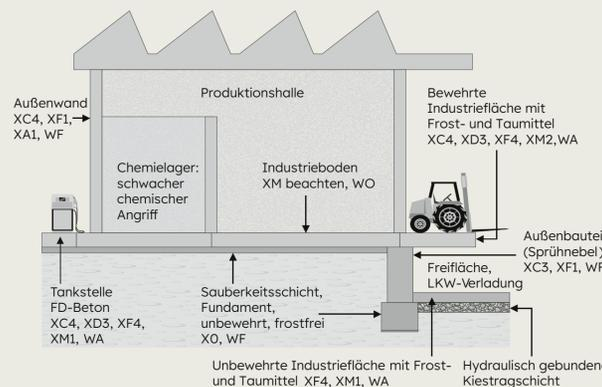 Produktionshalle
Außenwand
XC4, XF1,
XA1, WF
Bewehrte
Industriefläche mit
Frost- und Taumittel
XC4, XD3, XF4, XM2,WA
Chemielager:
schwacher
chemischer
Angriff
Industrieboden
XM beachten, WO
Außenbautei
(Sprühnebel)
XC3, XF1, WF
Freifläche,
LKW-Verladung
Tankstelle
FD-Beton
XC4, XD3, XF4,
XM1, WA
Sauberkeitsschicht,
Fundament,
unbewehrt, frostfrei
X0, WF
Unbewehrte Industriefläche mit Frost-
und Taumittel XF4, XM1, WA
Hydraulisch gebunden
Kiestragschicht